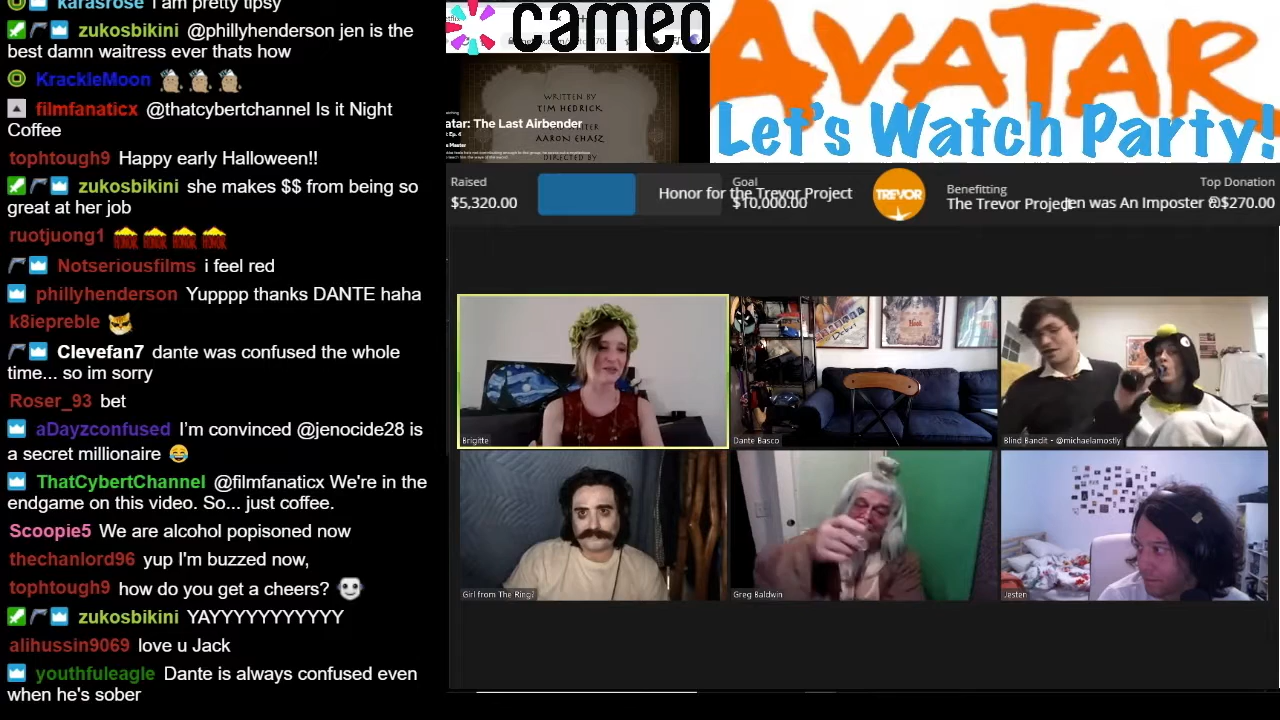 karasrose I am pretty tipsy
zukosbikini @phillyhenderson jen is the
best damn waitress ever thats how
KrackleMoon
filmfanaticx @thatcybertchannel Is it Night
Coffee
tophtough9 Happy early Halloween!!
zukosbikini she makes $$ from being so
great at her job
ruotjuong1
Notseriousfilms i feel red
phillyhenderson Yupppp thanks DANTE haha
k8iepreble
Clevefan7 dante was confused the whole
time... so im sorry
Roser_93 bet
aDayzconfused I'm convinced @jenocide28 is
a secret millionaire
ThatCybertChannel @filmfanaticx We're in the
endgame on this video. So... just coffee.
Scoopie5 We are alcohol popisoned now
thechanlord96 yup I'm buzzed now,
tophtough9 how do you get a cheers?
zukosbikini YAYYYYYYYYYYY
alihussin9069 love u Jack
youthfuleagle Dante is always confused even
when he's sober
cameo
AVATAR
Let's Watch Party!
WRITTEN BY
TIM HEDRICK
atar: The Last Airbender
AARON EHASZ
DIRECTED BY
Raised
$5,320.00
Honor for the Trevor Project
Goal
$10,000.00
TREVOR
Benefitting
The Trevor Project
Top Donation
Jen was An Imposter
$270.00
Brigitte
Dante Basco
Blind Bandit - @michaelamostly
Girl from The Ring?
Greg Baldwin
Jesten